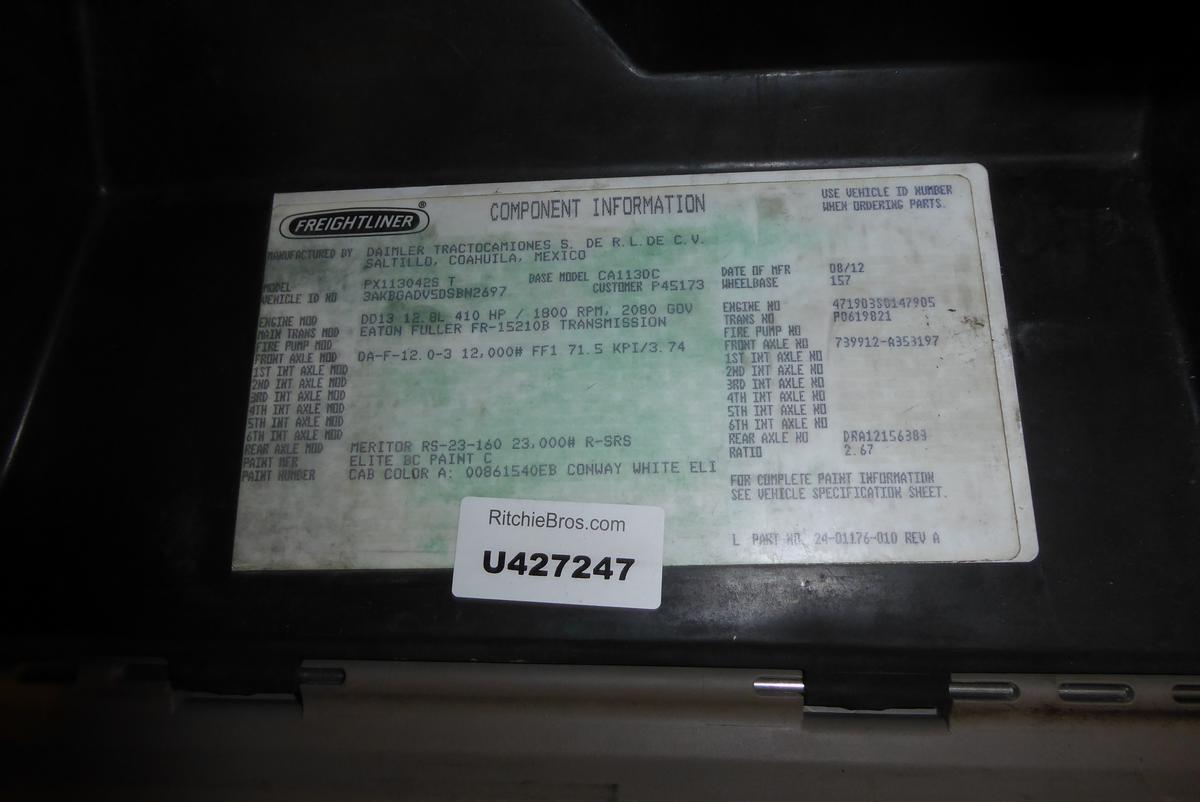 FREIGHTLINER®
COMPONENT INFORMATION
USE VEHICLE ID NUMBER
WHEN ORDERING PARTS.
MANUFACTURED BY DAIMLER TRACTOCAMIONES S. DE R.L.DE C.V.
SALTILLO, COAHUILA, MEXICO
MODEL PX113042S T BASE MODEL CA113DC DATE OF MFR 08/12
VEHICLE ID NO 3AKBGADV5DSBN2697 CUSTOMER P45173 WHEELBASE 157
ENGINE MOD DD13 12.8L 410 HP / 1800 RPM, 2080 GOV ENGINE NO 471903S0147905
MAIN TRANS MOD EATON FULLER FR-15210B TRANSMISSION TRANS NO P0619821
FIRE PUMP MOD FIRE PUMP NO
FRONT AXLE MOD DA-F-12.0-3 12,000# FF1 71.5 KPI/3.74 FRONT AXLE NO 739912-A353197
1ST INT AXLE MOD 1ST INT AXLE NO
2ND INT AXLE MOD 2ND INT AXLE NO
3RD INT AXLE MOD 3RD INT AXLE NO
4TH INT AXLE MOD 4TH INT AXLE NO
5TH INT AXLE MOD 5TH INT AXLE NO
6TH INT AXLE MOD 6TH INT AXLE NO
REAR AXLE MOD MERITOR RS-23-160 23,000# R-SRS REAR AXLE NO DRA12156383
PAINT MFR ELITE BC PAINT C RATIO 2.67
PAINT NUMBER CAB COLOR A: 00861540EB CONWAY WHITE ELI
FOR COMPLETE PAINT INFORMATION
SEE VEHICLE SPECIFICATION SHEET.
L PART NO. 24-01176-010 REV A
RitchieBros.com
U427247